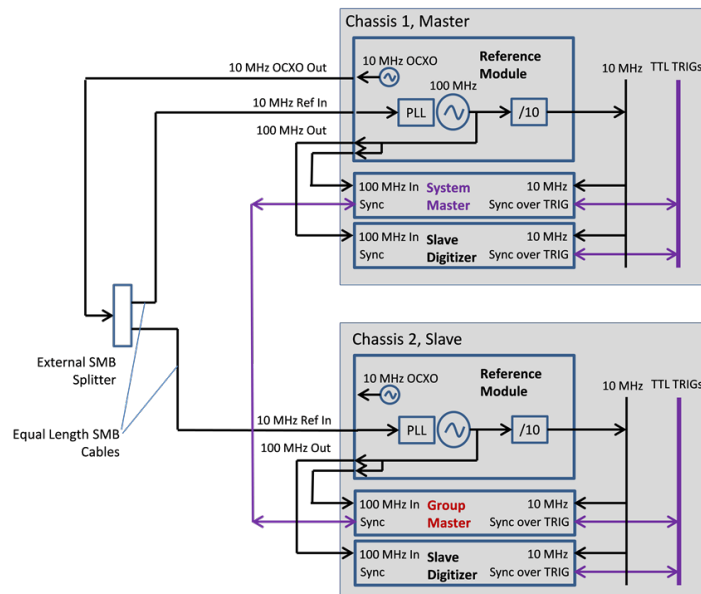 Chassis 1, Master
10 MHz OCXO Out
10 MHz OCXO
Reference
Module
10 MHz
TTL TRIGs
100 MHz
10 MHz Ref In
PLL
/10
100 MHz Out
100 MHz In
System
Master
10 MHz
Sync
Sync over TRIG
100 MHz In
Slave
Digitizer
10 MHz
Sync
Sync over TRIG
External SMB
Splitter
Equal Length SMB
Cables
Chassis 2, Slave
10 MHz OCXO
Reference
Module
10 MHz
TTL TRIGs
10 MHz Ref In
PLL
/10
100 MHz Out
100 MHz In
Group
Master
10 MHz
Sync
Sync over TRIG
100 MHz In
Slave
Digitizer
10 MHz
Sync
Sync over TRIG